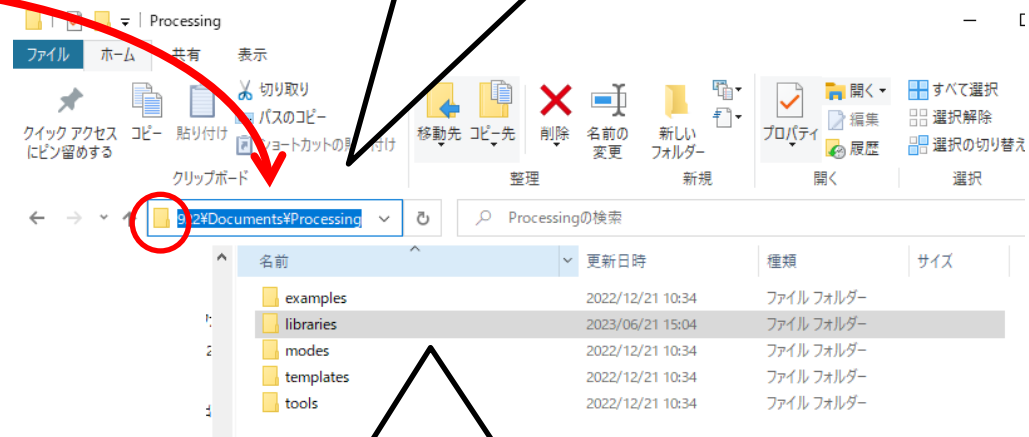 Processing
ファイル ホーム 共有 表示
切り取り
パスのコピー
クイック アクセス
にピン留めする
コピー
貼り付け
移動先
コピー先
削除
名前の
変更
新しい
フォルダー
プロパティ
開く
編集
履歴
すべて選択
選択解除
選択の切り替え
クリップボード 整理 新規 開く 選択
2¥Documents¥Processing
Processingの検索
名前 更新日時 種類 サイズ
examples 2022/12/21 10:34 ファイル フォルダー
libraries 2023/06/21 15:04 ファイル フォルダー
modes 2022/12/21 10:34 ファイル フォルダー
templates 2022/12/21 10:34 ファイル フォルダー
tools 2022/12/21 10:34 ファイル フォルダー